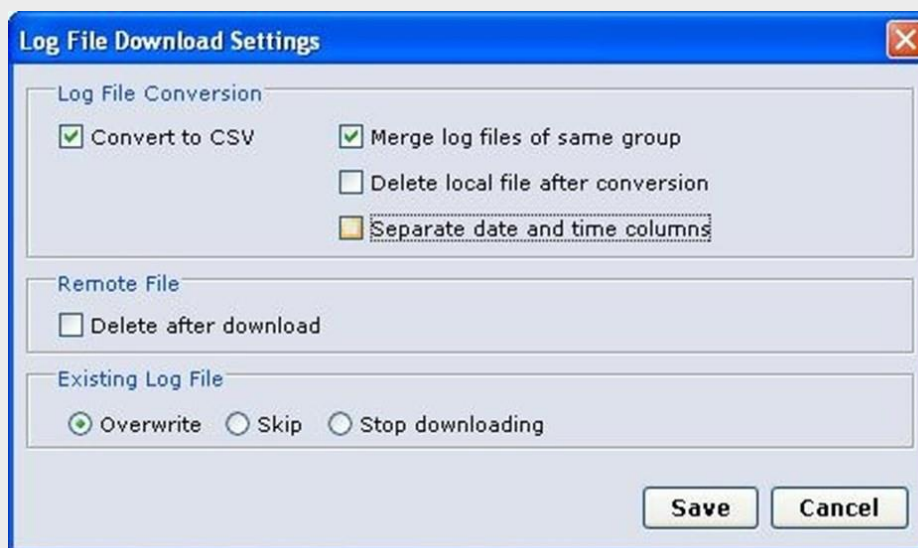 Log File Download Settings
Log File Conversion
Convert to CSV
Merge log files of same group
Delete local file after conversion
Separate date and time columns
Remote File
Delete after download
Existing Log File
Overwrite Skip Stop downloading
Save Cancel